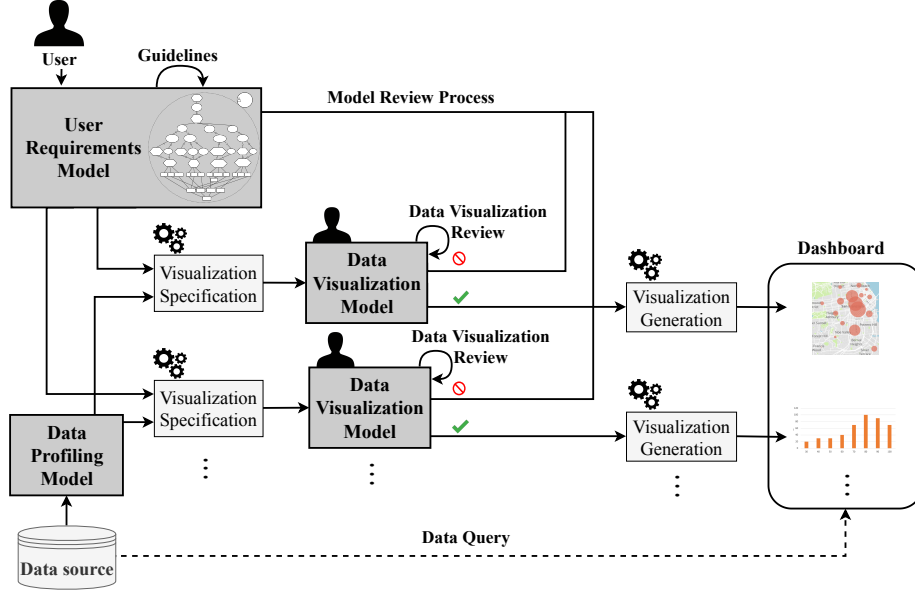 User
Guidelines
User
Requirements
Model
Model Review Process
Data Visualization
Review
Visualization
Specification
Data
Visualization
Model
Visualization
Generation
Dashboard
Data Visualization
Review
Visualization
Specification
Data
Visualization
Model
Visualization
Generation
Data
Profiling
Model
Data Query
Data source